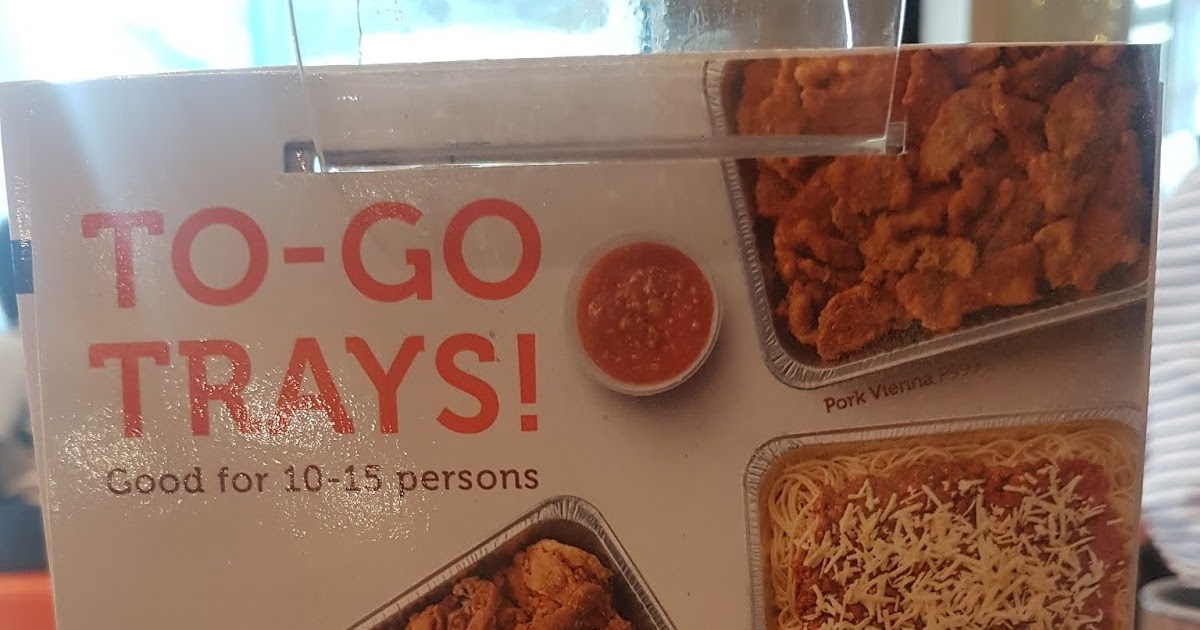 TO-GO
TRAYS!
Good for 10-15 persons
Pork Vienna